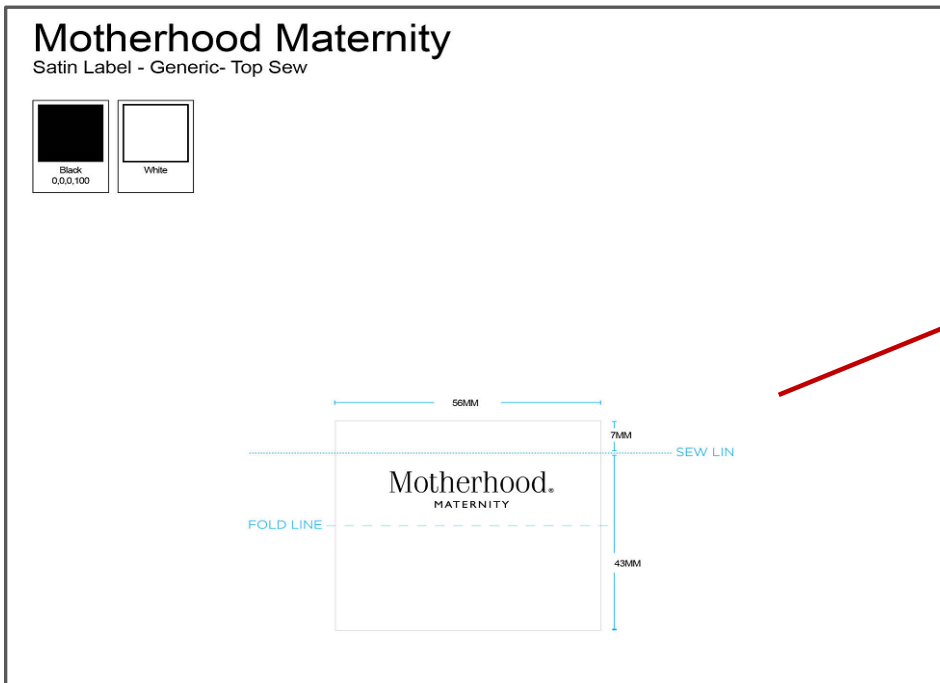 Motherhood Maternity
Satin Label - Generic- Top Sew
Black
0,0,0,100
White
56MM
7MM
SEW LIN
Motherhood®
MATERNITY
FOLD LINE
43MM